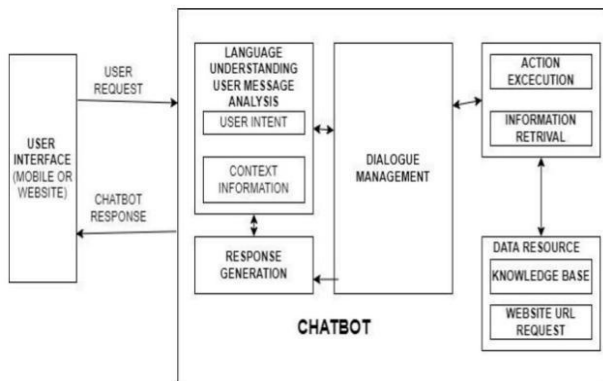 USER
INTERFACE
(MOBILE OR
WEBSITE)
USER
REQUEST
CHATBOT
RESPONSE
LANGUAGE
UNDERSTANDING
USER MESSAGE
ANALYSIS
USER INTENT
CONTEXT
INFORMATION
RESPONSE
GENERATION
DIALOGUE
MANAGEMENT
ACTION
EXCECUTION
INFORMATION
RETRIVAL
DATA RESOURCE
KNOWLEDGE BASE
WEBSITE URL
REQUEST
CHATBOT